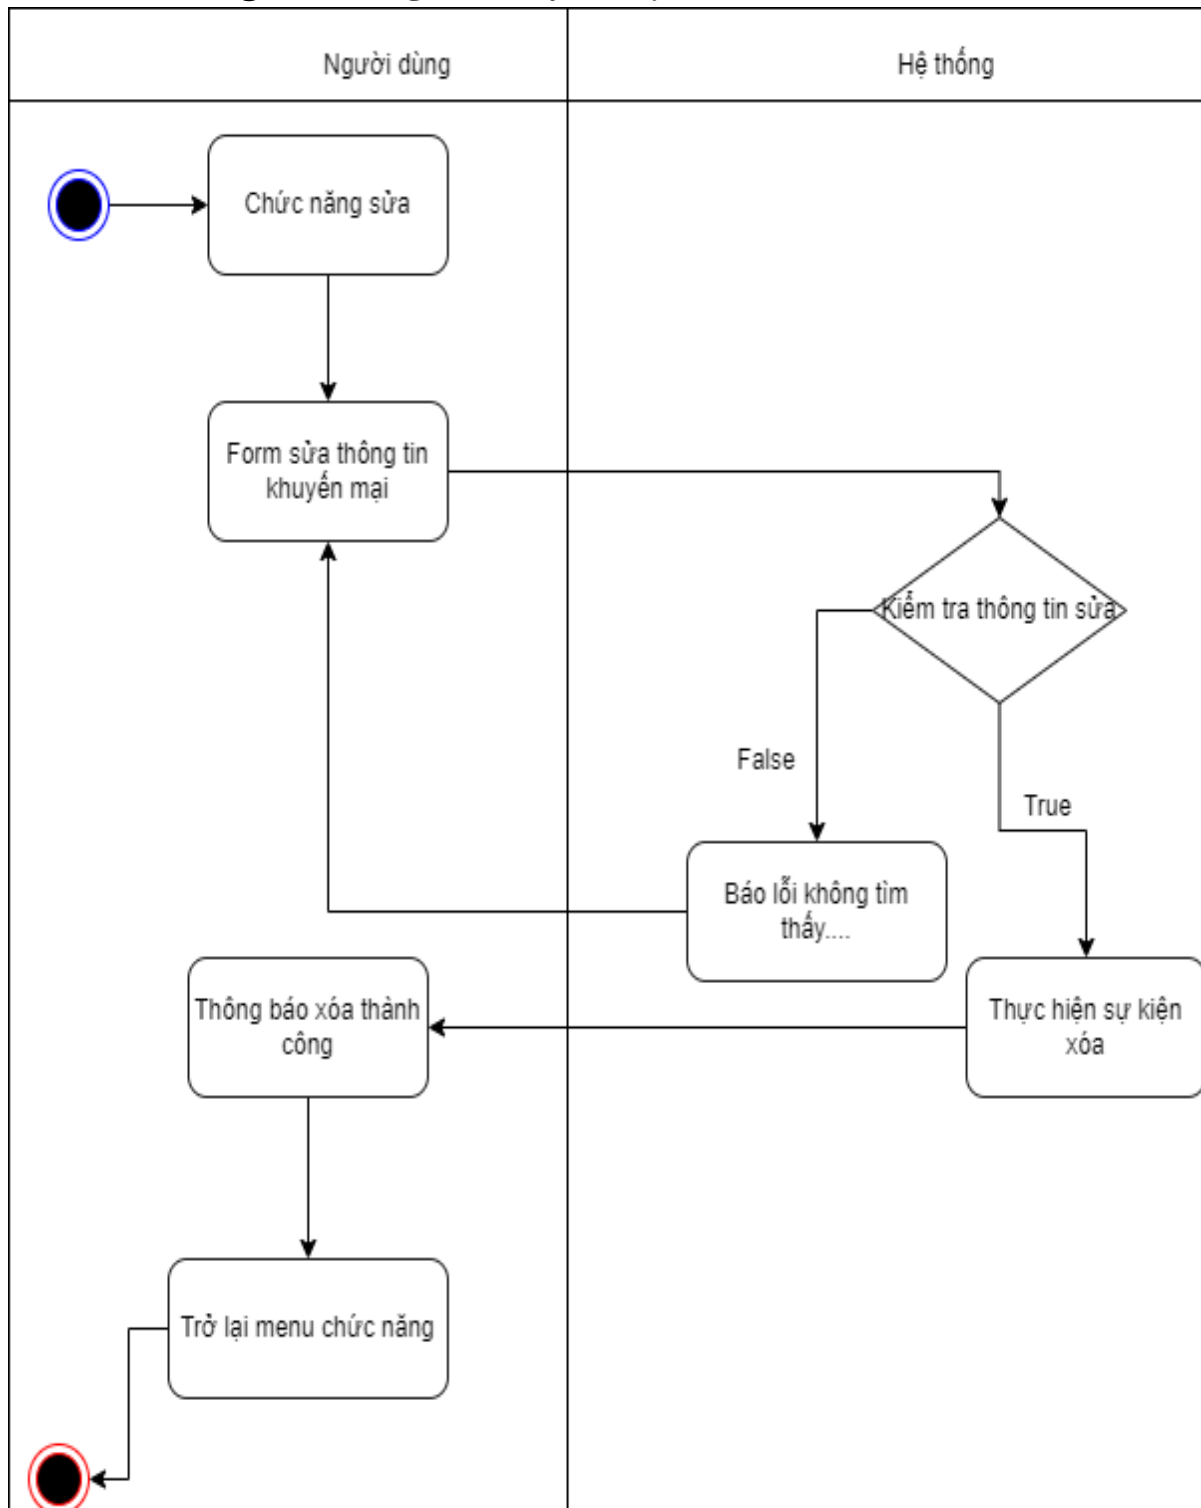 Người dùng
Hệ thống
Chức năng sửa
Form sửa thông tin
khuyến mại
Kiểm tra thông tin sửa
False
True
Báo lỗi không tìm
thấy....
Thông báo xóa thành
công
Thực hiện sự kiện
xóa
Trở lại menu chức năng